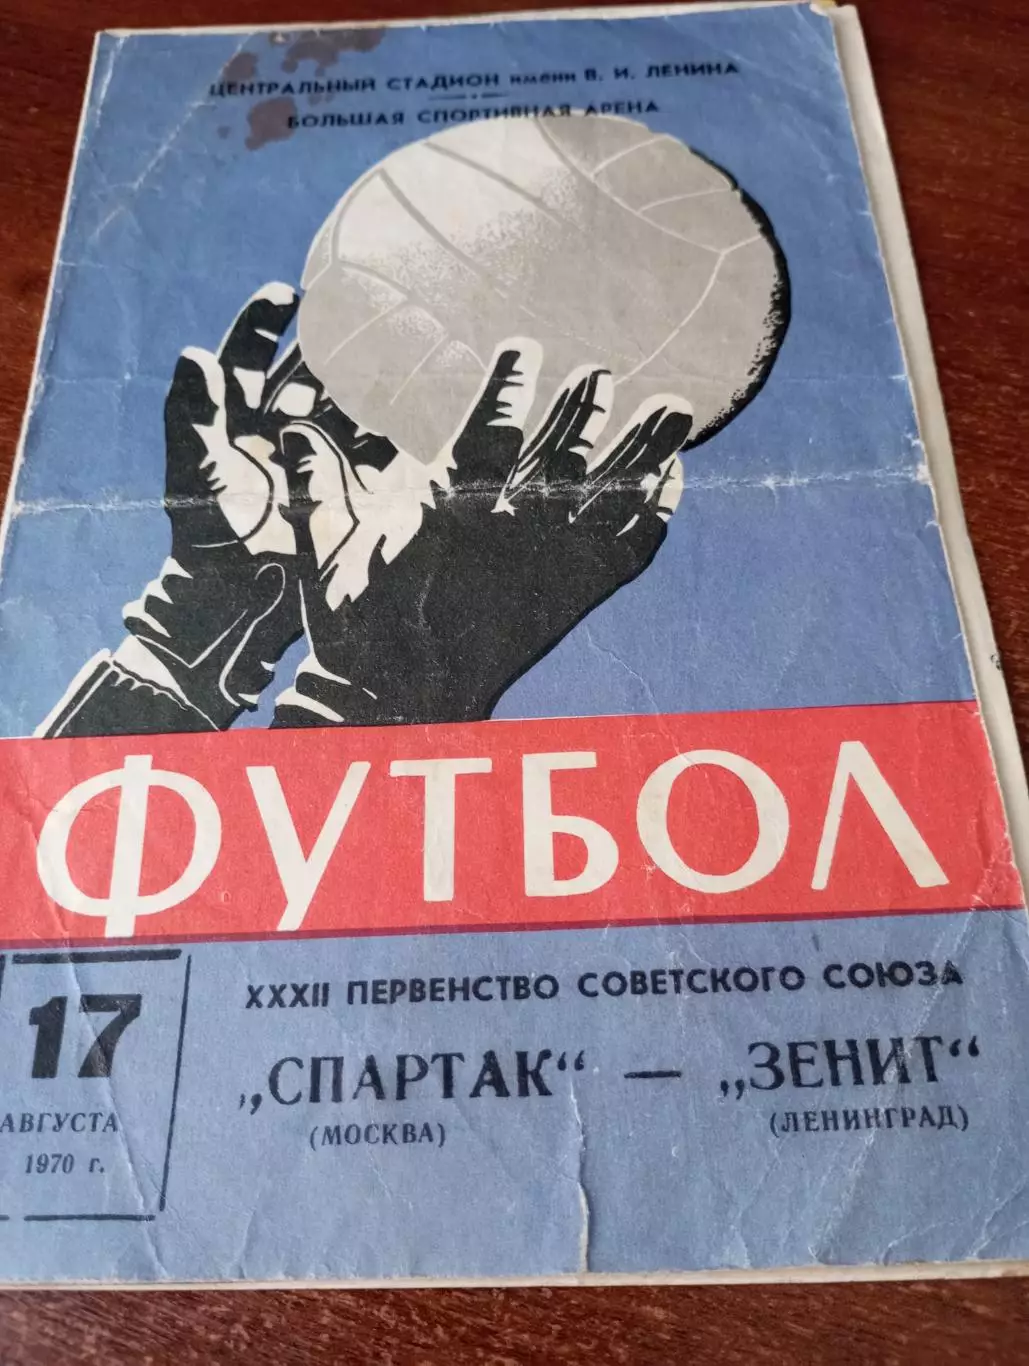 ЦЕНТРАЛЬНЫЙ СТАДИОН имени В. И. ЛЕНИНА
БОЛЬШАЯ СПОРТИВНАЯ АРЕНА
ФУТБОЛ
17
АВГУСТА
1970 г.
XXXII ПЕРВЕНСТВО СОВЕТСКОГО СОЮЗА
„СПАРТАК“ — „ЗЕНИТ“
(МОСКВА) (ЛЕНИНГРАД)